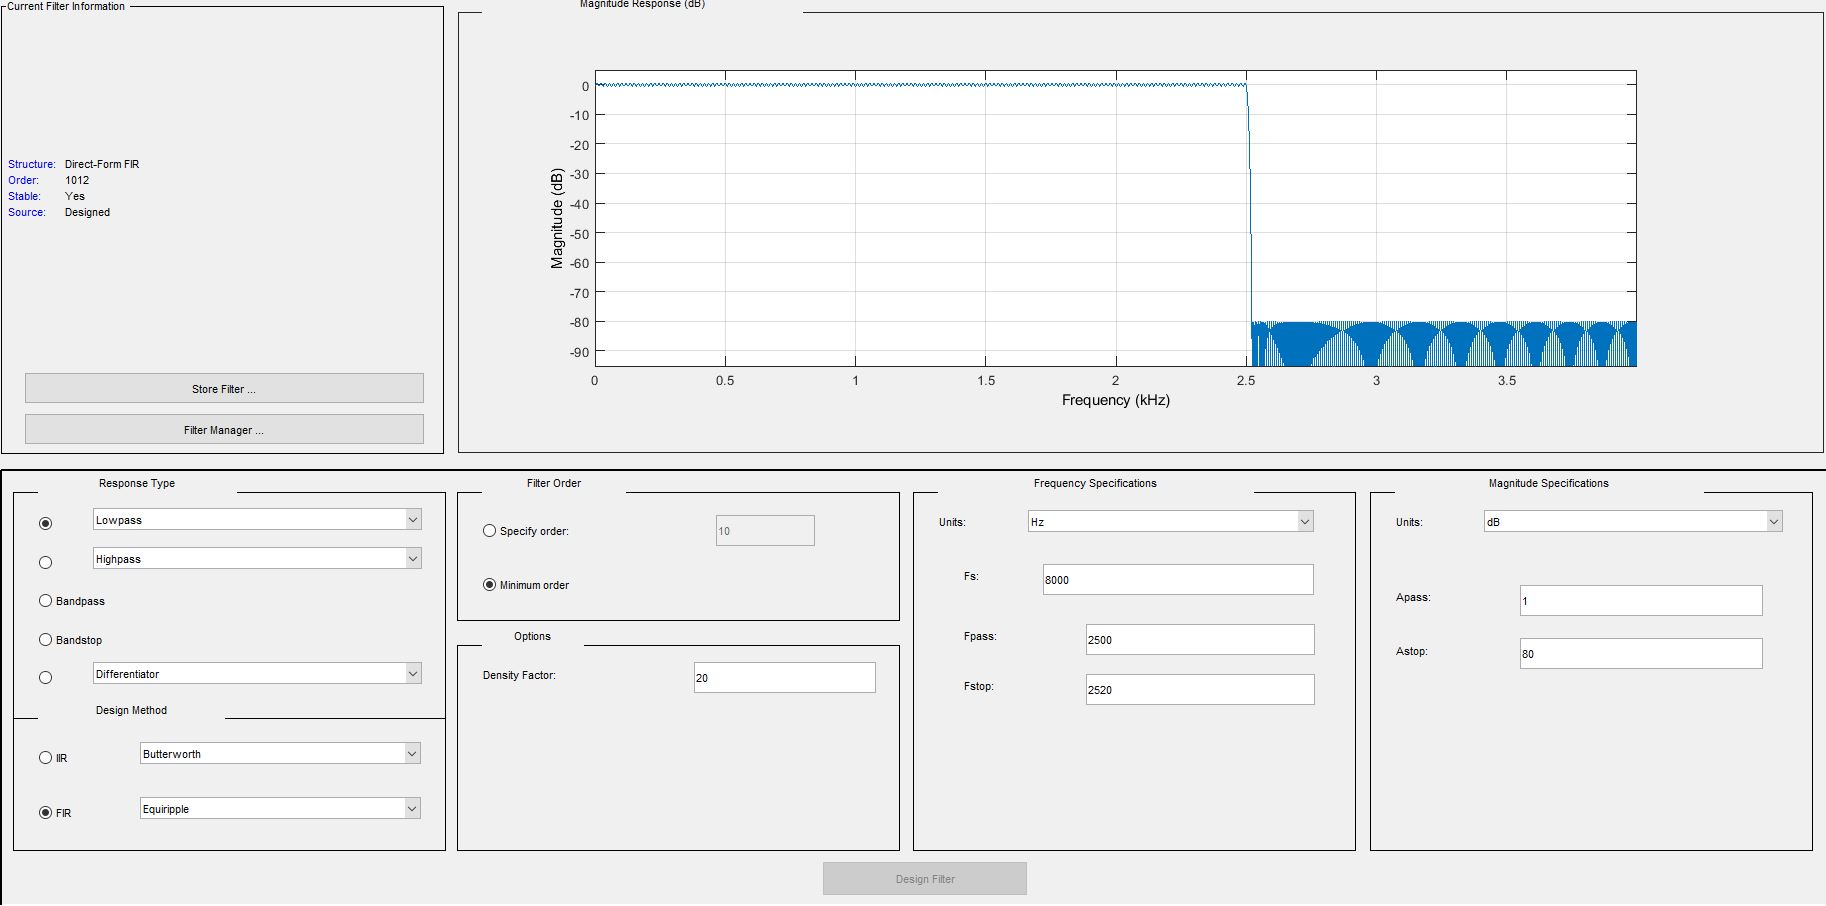 Current Filter Information
Structure: Direct-Form FIR
Order: 1012
Stable: Yes
Source: Designed
Store Filter ...
Filter Manager ...
Magnitude Response (dB)
Magnitude (dB)
0
-10
-20
-30
-40
-50
-60
-70
-80
-90
0 0.5 1 1.5 2 2.5 3 3.5
Frequency (kHz)
Response Type
Lowpass
Highpass
Bandpass
Bandstop
Differentiator
Design Method
IIR Butterworth
FIR Equiripple
Filter Order
Specify order: 10
Minimum order
Options
Density Factor: 20
Frequency Specifications
Units: Hz
Fs: 8000
Fpass: 2500
Fstop: 2520
Magnitude Specifications
Units: dB
Apass: 1
Astop: 80
Design Filter